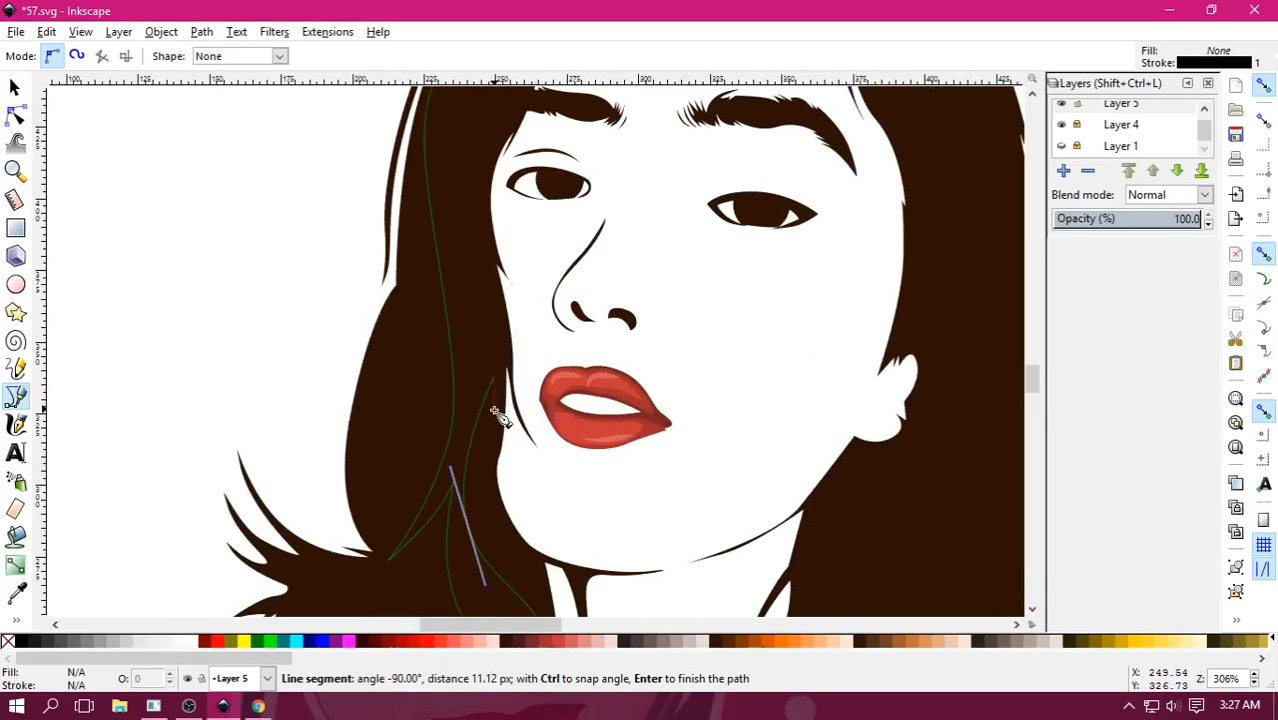 *57.svg - Inkscape
File Edit View Layer Object Path Text Filters Extensions Help
Mode: Shape: None
Fill: None
Stroke: 1
Layers (Shift+Ctrl+L)
Layer 5
Layer 4
Layer 1
Blend mode: Normal
Opacity (%) 100.0
Fill: N/A
Stroke: N/A
O: 0
Layer 5
Line segment: angle -90.00°, distance 11.12 px; with Ctrl to snap angle, Enter to finish the path
X: 249.54
Y: 326.73
Z: 306%
3:27 AM